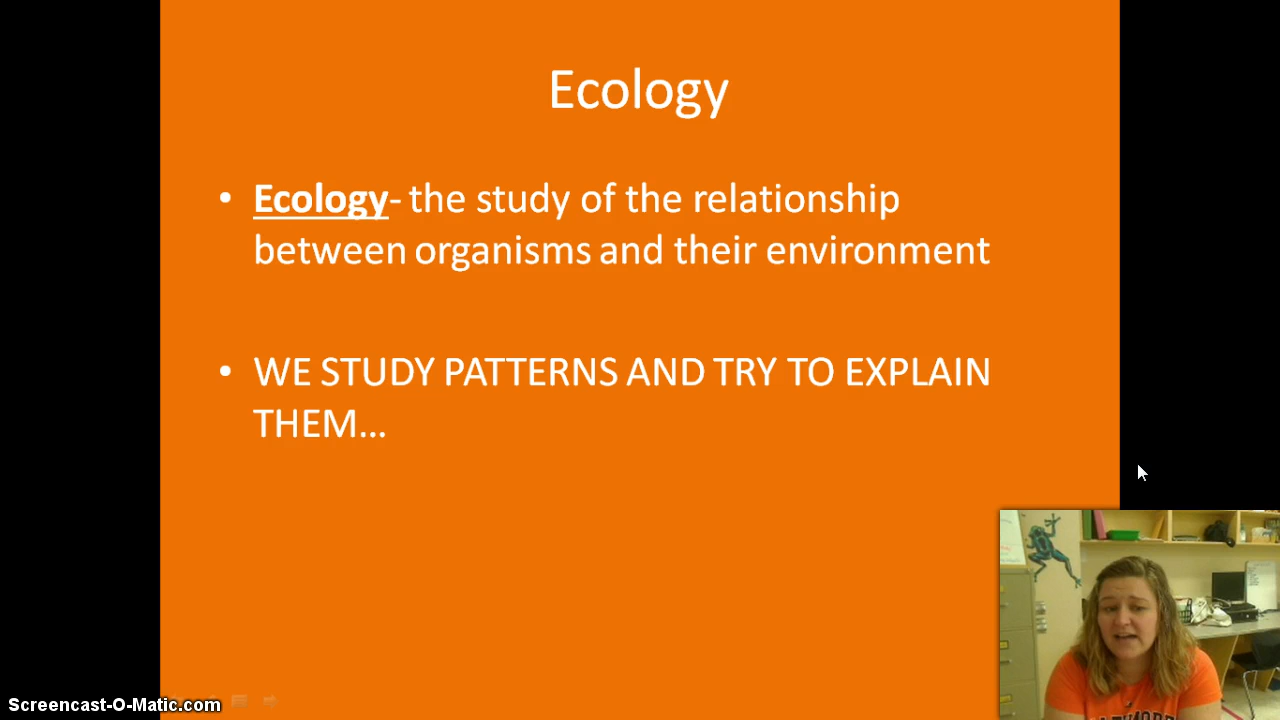 Ecology
• Ecology- the study of the relationship
between organisms and their environment
• WE STUDY PATTERNS AND TRY TO EXPLAIN
THEM...
Screencast-O-Matic.com